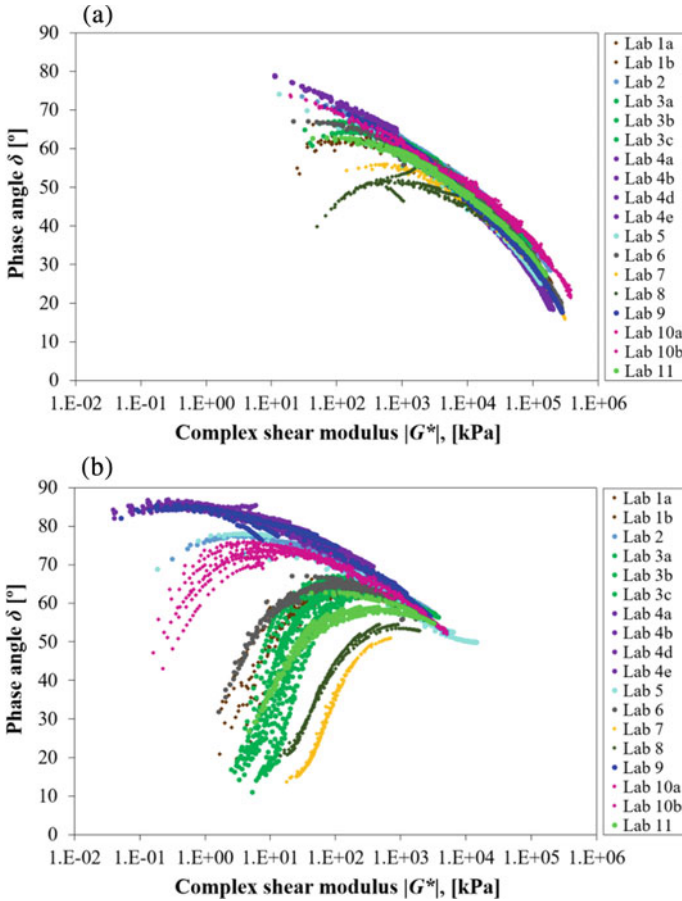 (a)
90
80
70
60
50
40
30
20
10
0
Phase angle δ [°]
1.E-02 1.E-01 1.E+00 1.E+01 1.E+02 1.E+03 1.E+04 1.E+05 1.E+06
Complex shear modulus |G*|, [kPa]
Lab 1a
Lab 1b
Lab 2
Lab 3a
Lab 3b
Lab 3c
Lab 4a
Lab 4b
Lab 4d
Lab 4e
Lab 5
Lab 6
Lab 7
Lab 8
Lab 9
Lab 10a
Lab 10b
Lab 11
(b)
90
80
70
60
50
40
30
20
10
0
Phase angle δ [°]
1.E-02 1.E-01 1.E+00 1.E+01 1.E+02 1.E+03 1.E+04 1.E+05 1.E+06
Complex shear modulus |G*|, [kPa]
Lab 1a
Lab 1b
Lab 2
Lab 3a
Lab 3b
Lab 3c
Lab 4a
Lab 4b
Lab 4d
Lab 4e
Lab 5
Lab 6
Lab 7
Lab 8
Lab 9
Lab 10a
Lab 10b
Lab 11